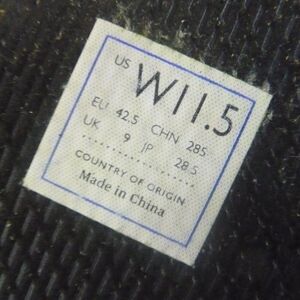 US W11.5
EU 42.5 CHN 285
UK 9 JP 28.5
COUNTRY OF ORIGIN
Made in China